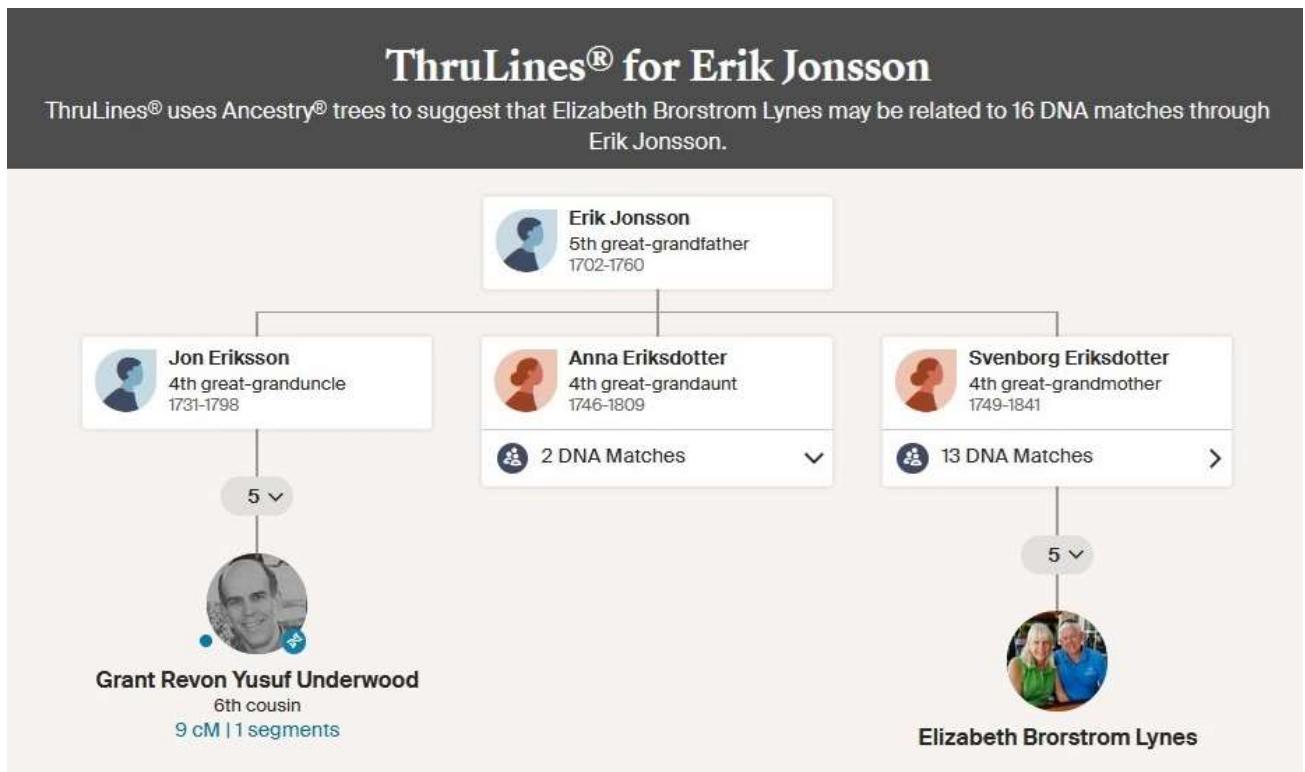 ThruLines® for Erik Jonsson
ThruLines® uses Ancestry® trees to suggest that Elizabeth Brorstrom Lynes may be related to 16 DNA matches through
Erik Jonsson.
Erik Jonsson
5th great-grandfather
1702-1760
Jon Eriksson
4th great-granduncle
1731-1798
Anna Eriksdotter
4th great-grandaunt
1746-1809
2 DNA Matches
Svenborg Eriksdotter
4th great-grandmother
1749-1841
13 DNA Matches
5
5
Grant Revon Yusuf Underwood
6th cousin
9 cM | 1 segments
Elizabeth Brorstrom Lynes